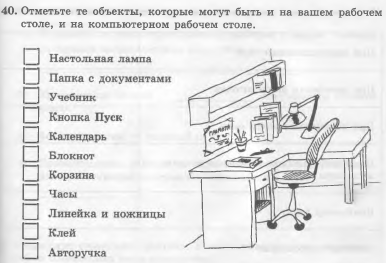 40. Отметьте те объекты, которые могут быть и на вашем рабочем
столе, и на компьютерном рабочем столе.
Настольная лампа
Папка с документами
Учебник
Кнопка Пуск
Календарь
Блокнот
Корзина
Часы
Линейка и ножницы
Клей
Авторучка
ГРАМОТА